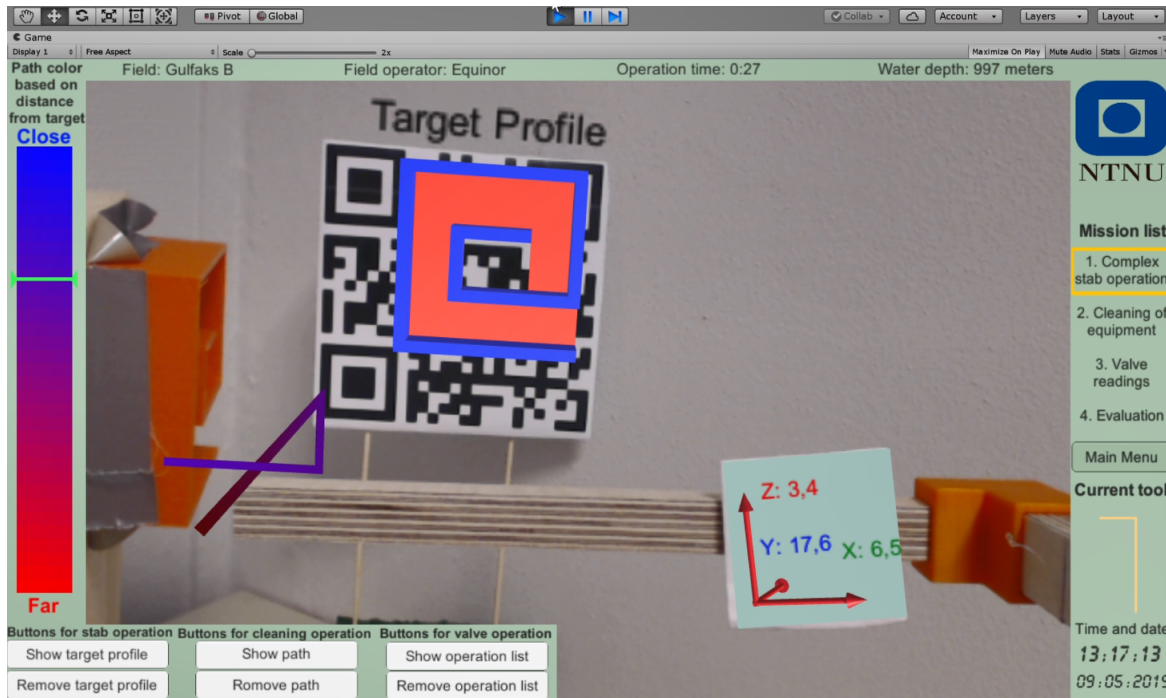 Pivot
Global
Collab
Account
Layers
Layout
Game
Display 1
Free Aspect
Scale
2x
Maximize On Play
Mute Audio
Stats
Gizmos
Path color
based on
distance
from target
Close
Far
Field: Gulfaks B
Field operator: Equinor
Operation time: 0:27
Water depth: 997 meters
Target Profile
Z: 3,4
Y: 17,6
X: 6,5
NTNU
Mission list
1. Complex
stab operation
2. Cleaning of
equipment
3. Valve
readings
4. Evaluation
Main Menu
Current tool
Time and date
13:17:13
09:05:2019
Buttons for stab operation
Show target profile
Remove target profile
Buttons for cleaning operation
Show path
Romove path
Buttons for valve operation
Show operation list
Remove operation list